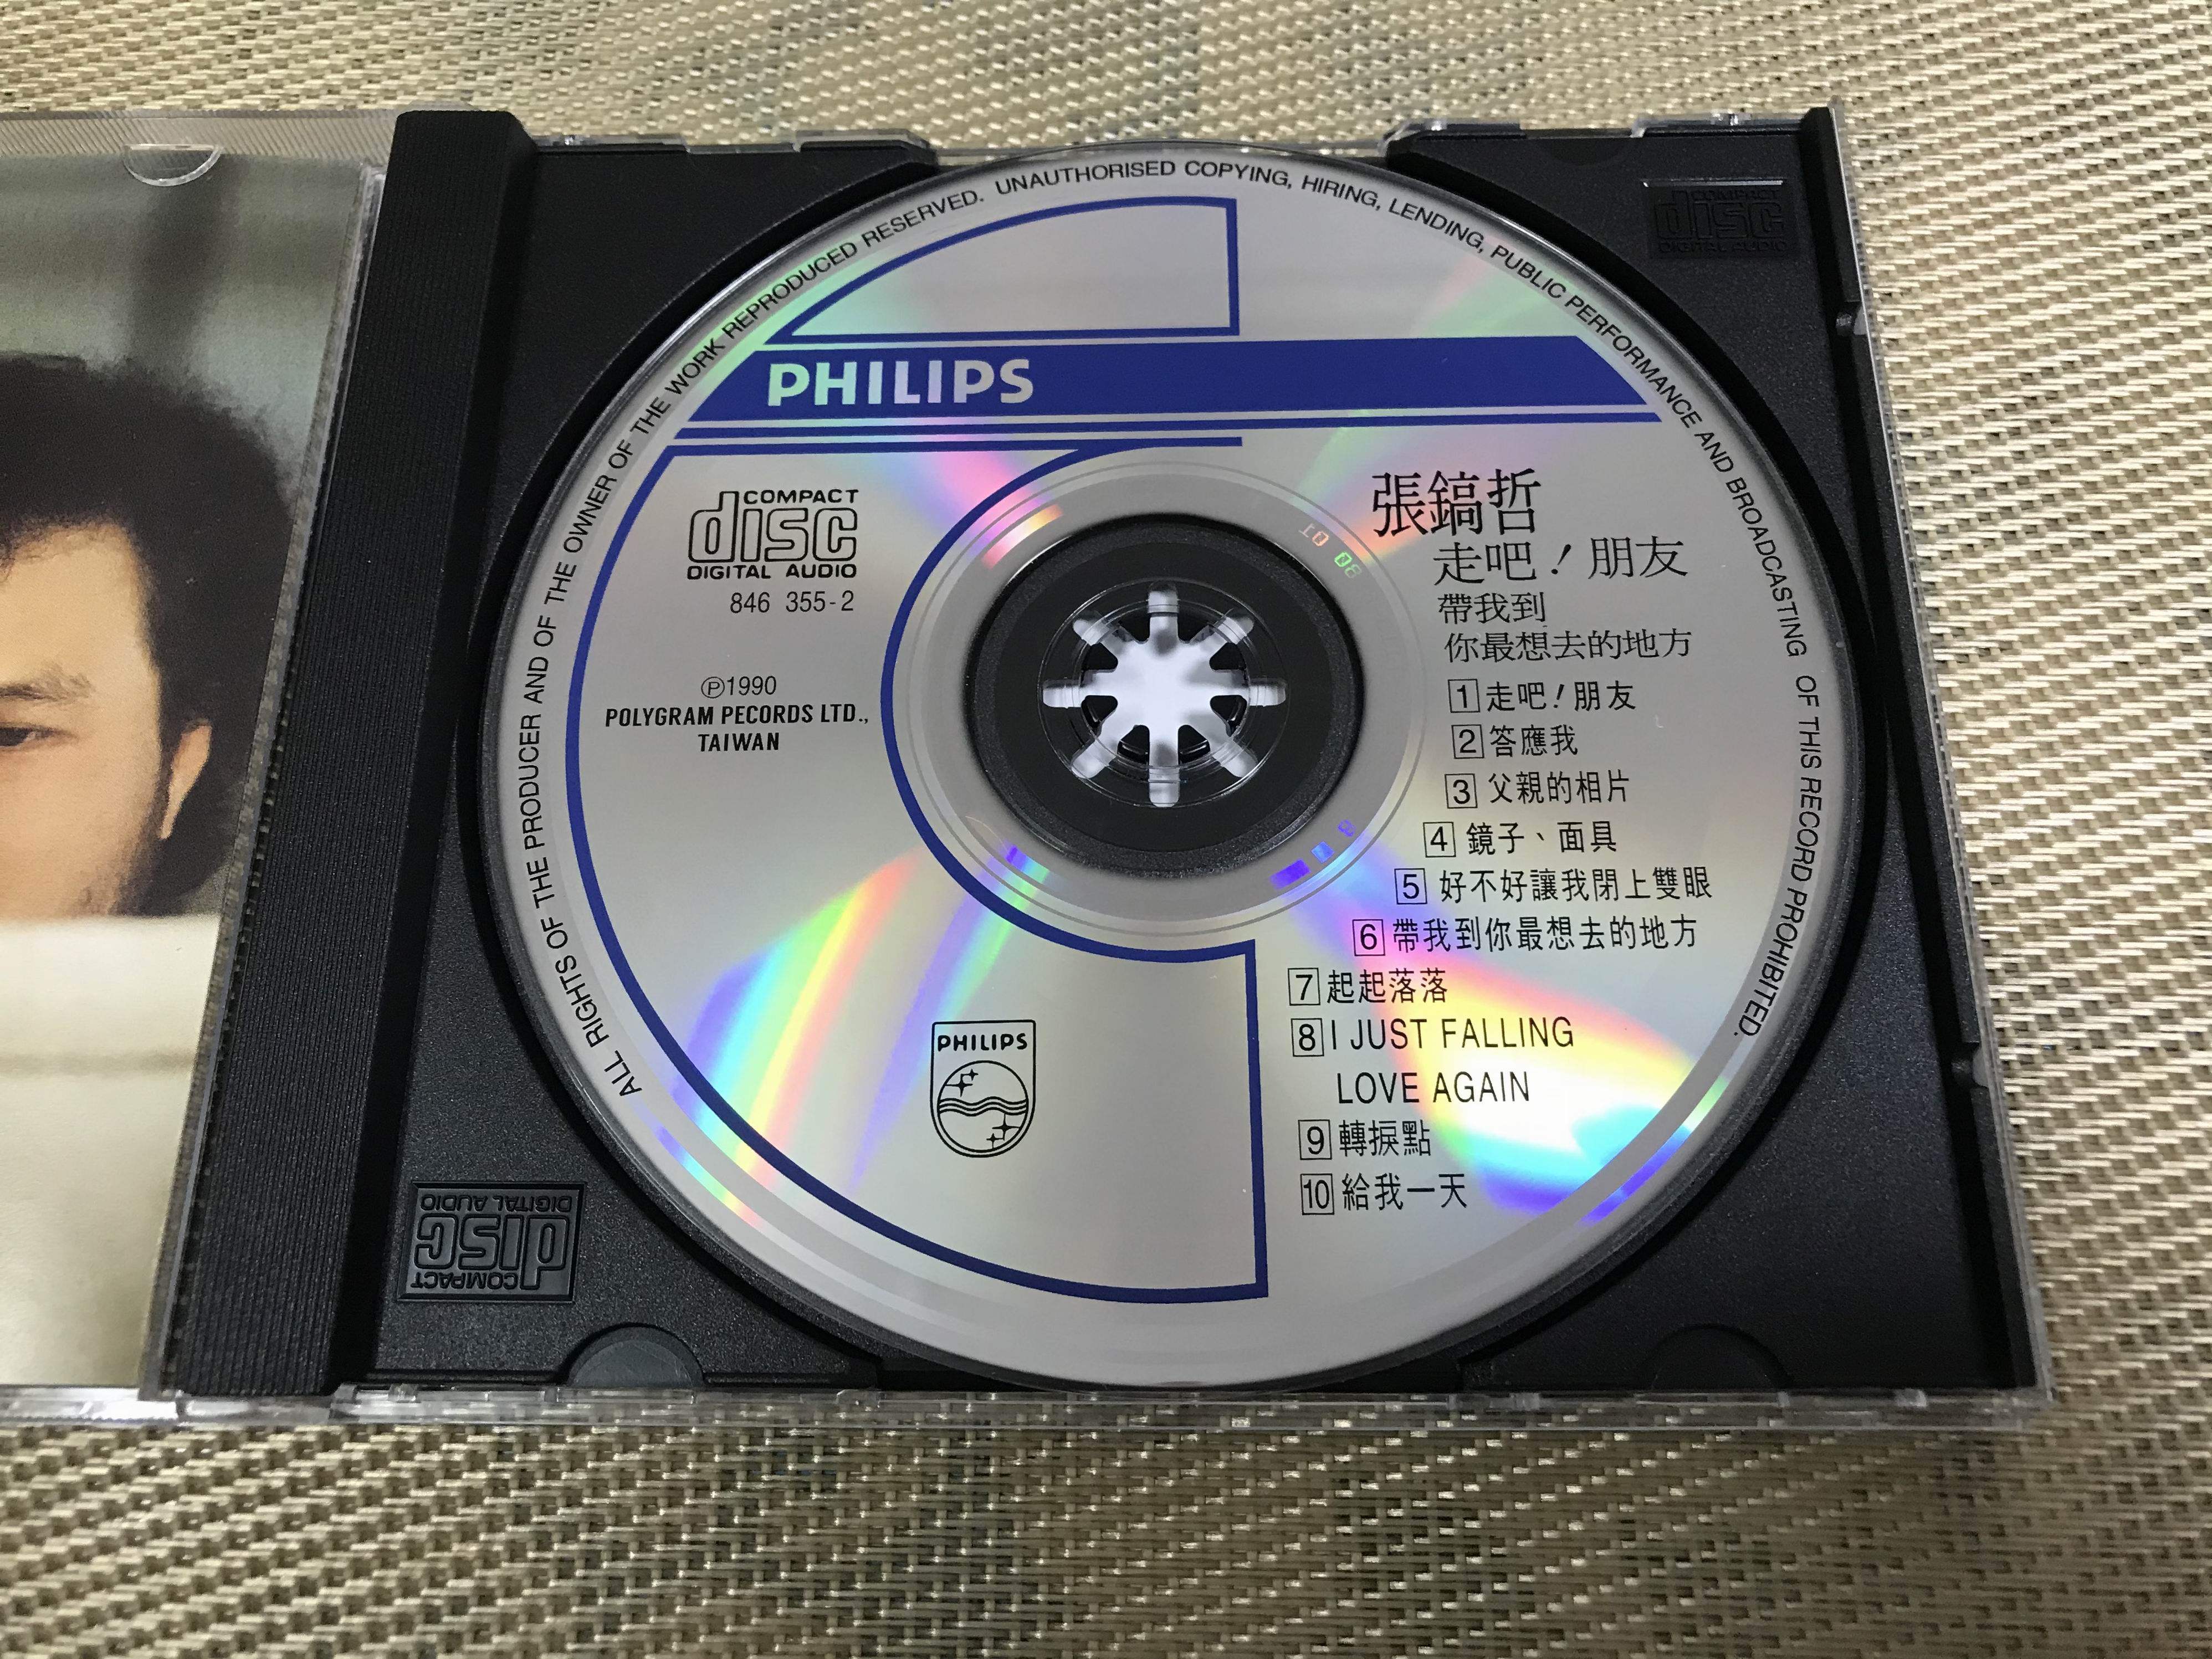 ALL RIGHTS OF THE PRODUCER AND OF THE OWNER OF THE WORK REPRODUCED RESERVED. UNAUTHORISED COPYING, HIRING, LENDING, PUBLIC PERFORMANCE AND BROADCASTING OF THIS RECORD PROHIBITED.
PHILIPS
COMPACT
disc
DIGITAL AUDIO
846 355-2
Ⓟ1990
POLYGRAM PECORDS LTD.,
TAIWAN
張鎬哲
走吧！朋友
帶我到
你最想去的地方
1 走吧！朋友
2 答應我
3 父親的相片
4 鏡子、面具
5 好不好讓我閉上雙眼
6 帶我到你最想去的地方
7 起起落落
8 I JUST FALLING
LOVE AGAIN
9 轉捩點
10 給我一天
PHILIPS
disc
DIGITAL AUDIO
COMPACT
disc
DIGITAL AUDIO